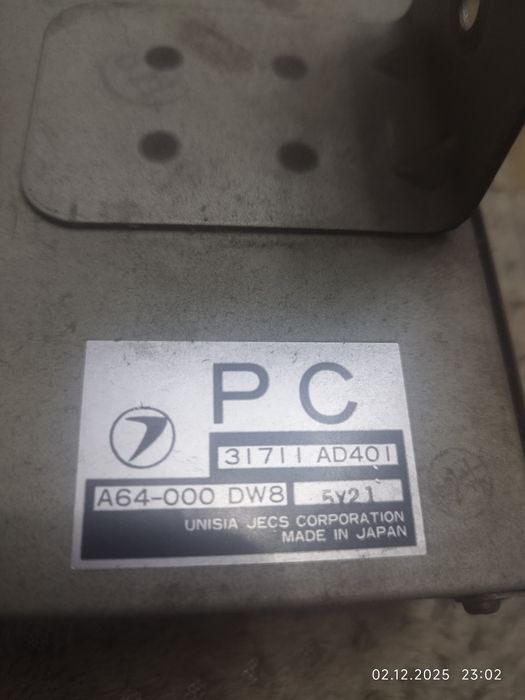 PC
31711 AD401
A64-000 DW8 5Y21
UNISIA JECS CORPORATION
MADE IN JAPAN
02.12.2025 23:02